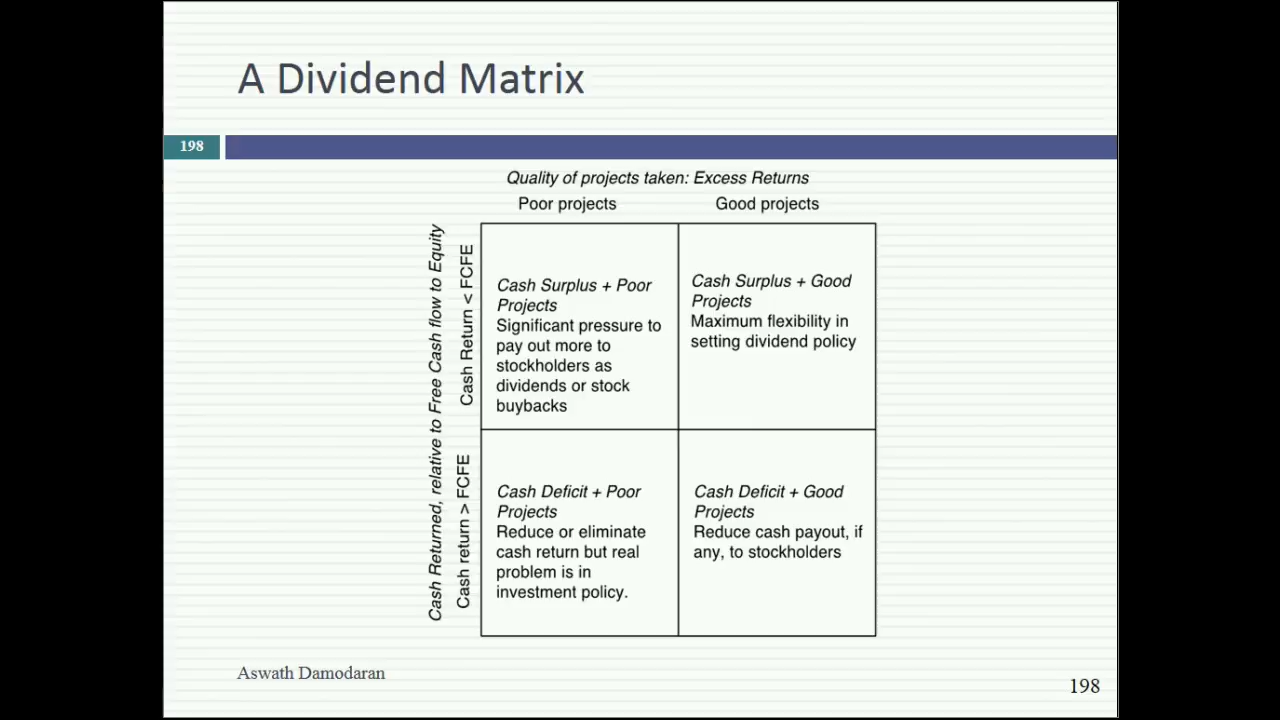 A Dividend Matrix
198
Quality of projects taken: Excess Returns
Poor projects
Good projects
Cash Returned, relative to Free Cash flow to Equity
Cash Return < FCFE
Cash Surplus + Poor
Projects
Significant pressure to
pay out more to
stockholders as
dividends or stock
buybacks
Cash Surplus + Good
Projects
Maximum flexibility in
setting dividend policy
Cash return > FCFE
Cash Deficit + Poor
Projects
Reduce or eliminate
cash return but real
problem is in
investment policy.
Cash Deficit + Good
Projects
Reduce cash payout, if
any, to stockholders
Aswath Damodaran
198